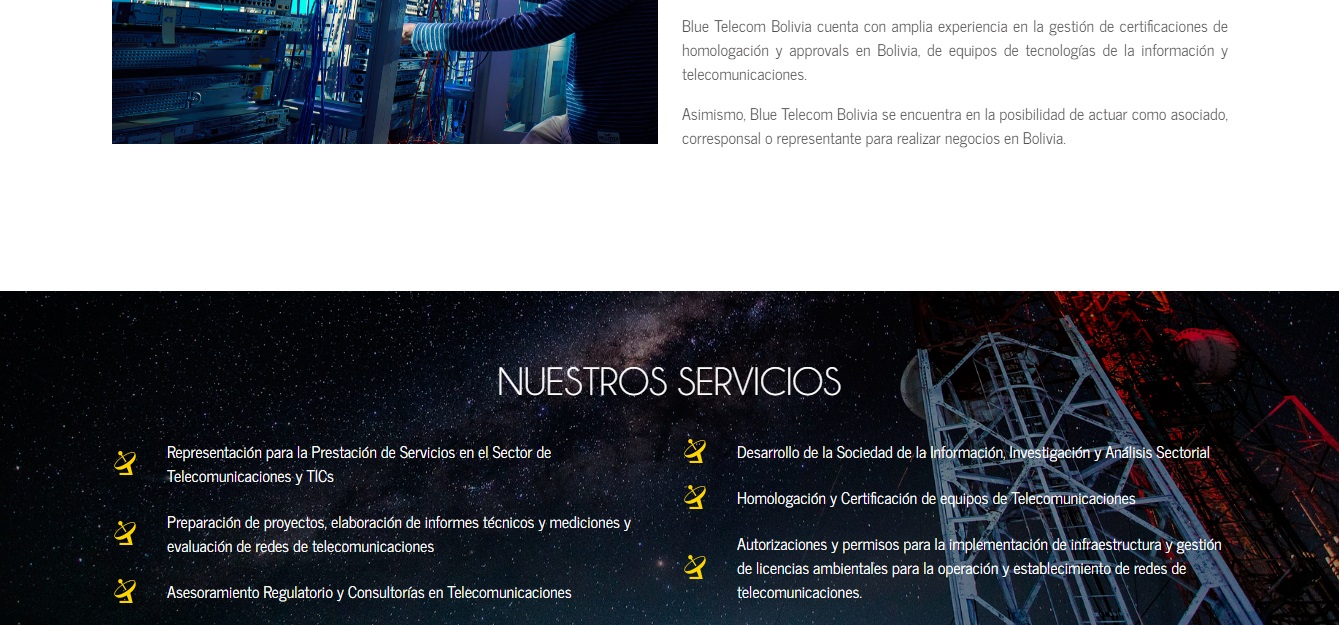 Blue Telecom Bolivia cuenta con amplia experiencia en la gestión de certificaciones de
homologación y approvals en Bolivia, de equipos de tecnologías de la información y
telecomunicaciones.
Asimismo, Blue Telecom Bolivia se encuentra en la posibilidad de actuar como asociado,
corresponsal o representante para realizar negocios en Bolivia.
NUESTROS SERVICIOS
Representación para la Prestación de Servicios en el Sector de
Telecomunicaciones y TICs
Preparación de proyectos, elaboración de informes técnicos y mediciones y
evaluación de redes de telecomunicaciones
Asesoramiento Regulatorio y Consultorías en Telecomunicaciones
Desarrollo de la Sociedad de la Información, Investigación y Análisis Sectorial
Homologación y Certificación de equipos de Telecomunicaciones
Autorizaciones y permisos para la implementación de infraestructura y gestión
de licencias ambientales para la operación y establecimiento de redes de
telecomunicaciones.